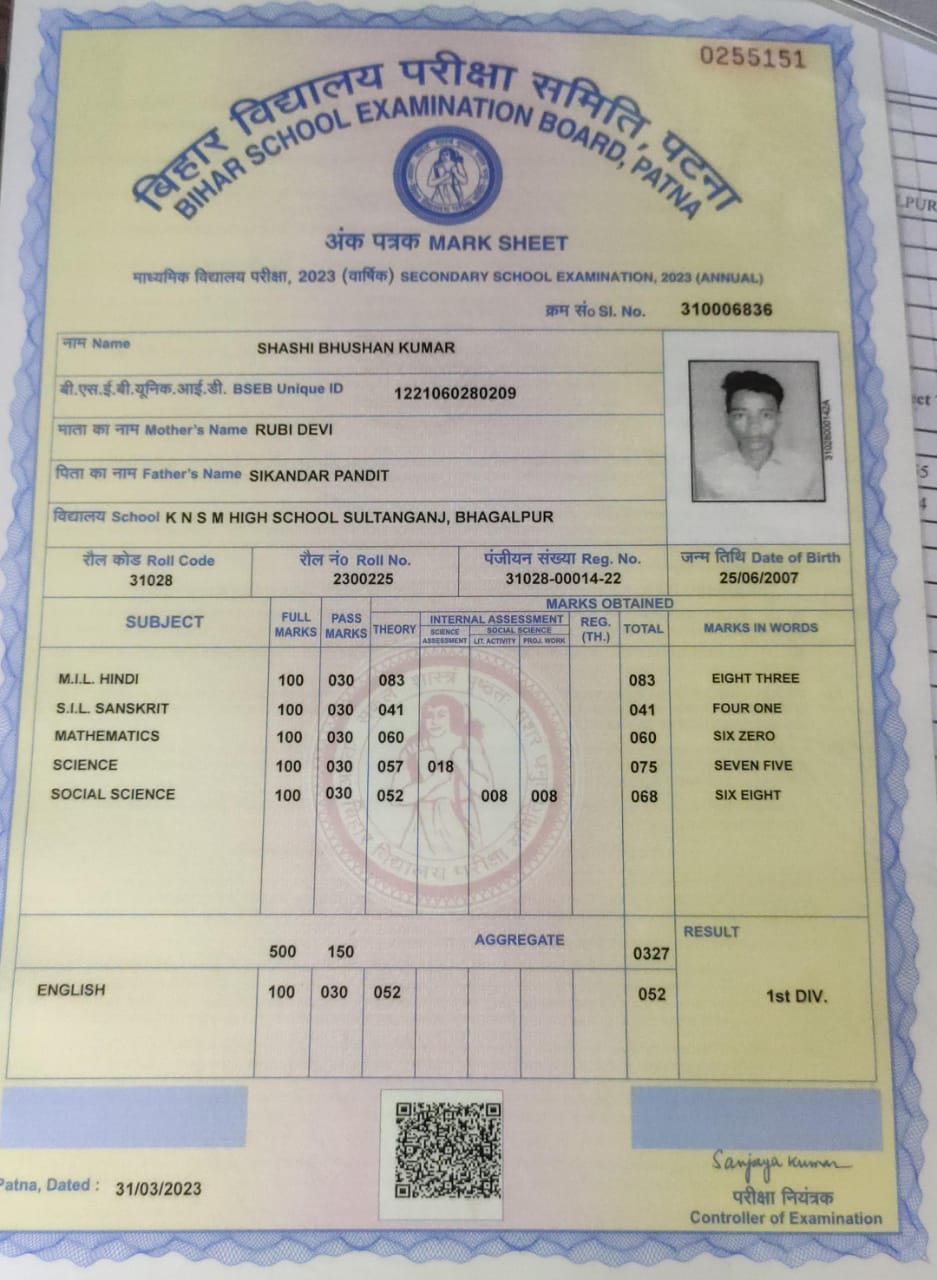 0255151
बिहार विद्यालय परीक्षा समिति, पटना
BIHAR SCHOOL EXAMINATION BOARD, PATNA
अंक पत्रक MARK SHEET
माध्यमिक विद्यालय परीक्षा, 2023 (वार्षिक) SECONDARY SCHOOL EXAMINATION, 2023 (ANNUAL)
क्रम सं० Sl. No. 310006836
नाम Name SHASHI BHUSHAN KUMAR
बी.एस.ई.बी.यूनिक.आई.डी. BSEB Unique ID 1221060280209
माता का नाम Mother's Name RUBI DEVI
पिता का नाम Father's Name SIKANDAR PANDIT
विद्यालय School K N S M HIGH SCHOOL SULTANGANJ, BHAGALPUR
रौल कोड Roll Code रौल नं० Roll No. पंजीयन संख्या Reg. No. जन्म तिथि Date of Birth
31028 2300225 31028-00014-22 25/06/2007
SUBJECT FULL MARKS PASS MARKS MARKS OBTAINED
THEORY INTERNAL ASSESSMENT REG. (TH.) TOTAL MARKS IN WORDS
SCIENCE ASSESSMENT SOCIAL SCIENCE
LIT. ACTIVITY PROJ. WORK
M.I.L. HINDI 100 030 083 083 EIGHT THREE
S.I.L. SANSKRIT 100 030 041 041 FOUR ONE
MATHEMATICS 100 030 060 060 SIX ZERO
SCIENCE 100 030 057 018 075 SEVEN FIVE
SOCIAL SCIENCE 100 030 052 008 008 068 SIX EIGHT
500 150 AGGREGATE 0327 RESULT
ENGLISH 100 030 052 052 1st DIV.
Patna, Dated : 31/03/2023
Sanjaya Kumar
परीक्षा नियंत्रक
Controller of Examination